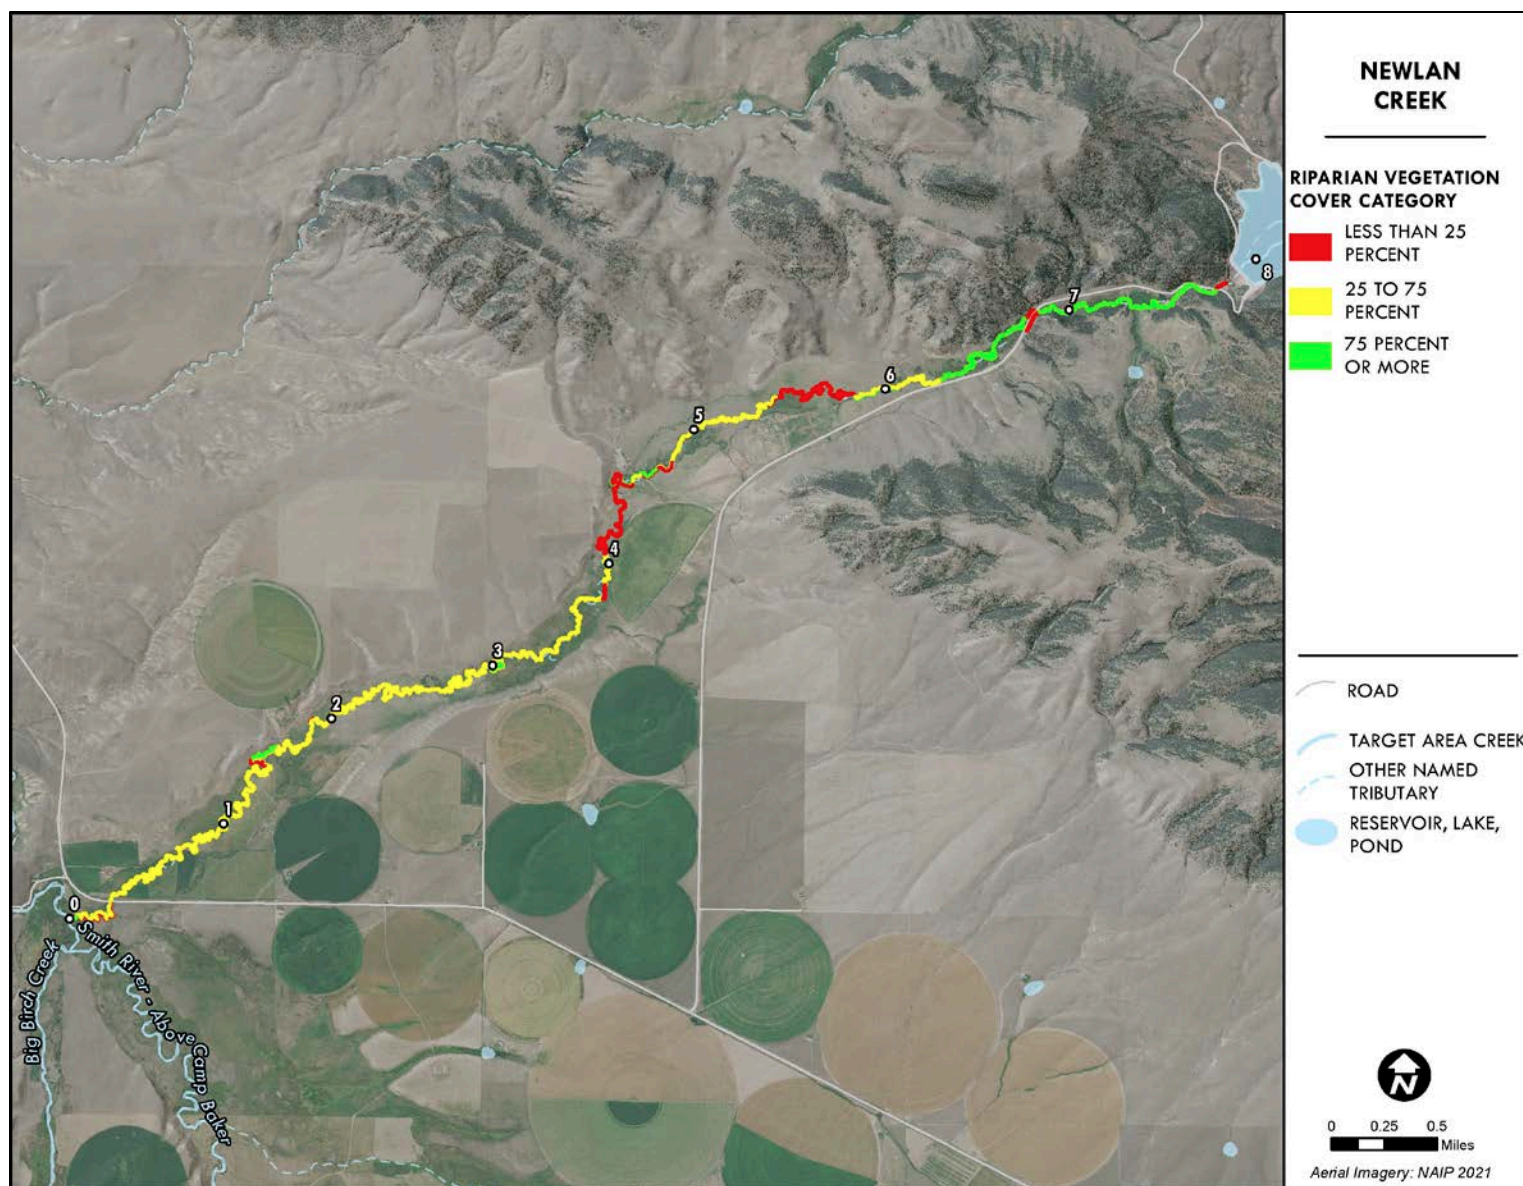 NEWLAN
CREEK
RIPARIAN VEGETATION
COVER CATEGORY
LESS THAN 25
PERCENT
25 TO 75
PERCENT
75 PERCENT
OR MORE
ROAD
TARGET AREA CREEK
OTHER NAMED
TRIBUTARY
RESERVOIR, LAKE,
POND
N
0 0.25 0.5
Miles
Aerial Imagery: NAIP 2021
8
7
6
5
4
3
2
1
0
Smith River - Above Camp Baker
Big Birch Creek